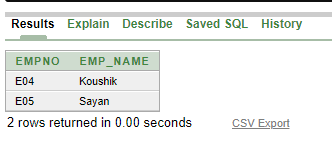 Results Explain Describe Saved SQL History
EMPNO EMP_NAME
E04 Koushik
E05 Sayan
2 rows returned in 0.00 seconds CSV Export